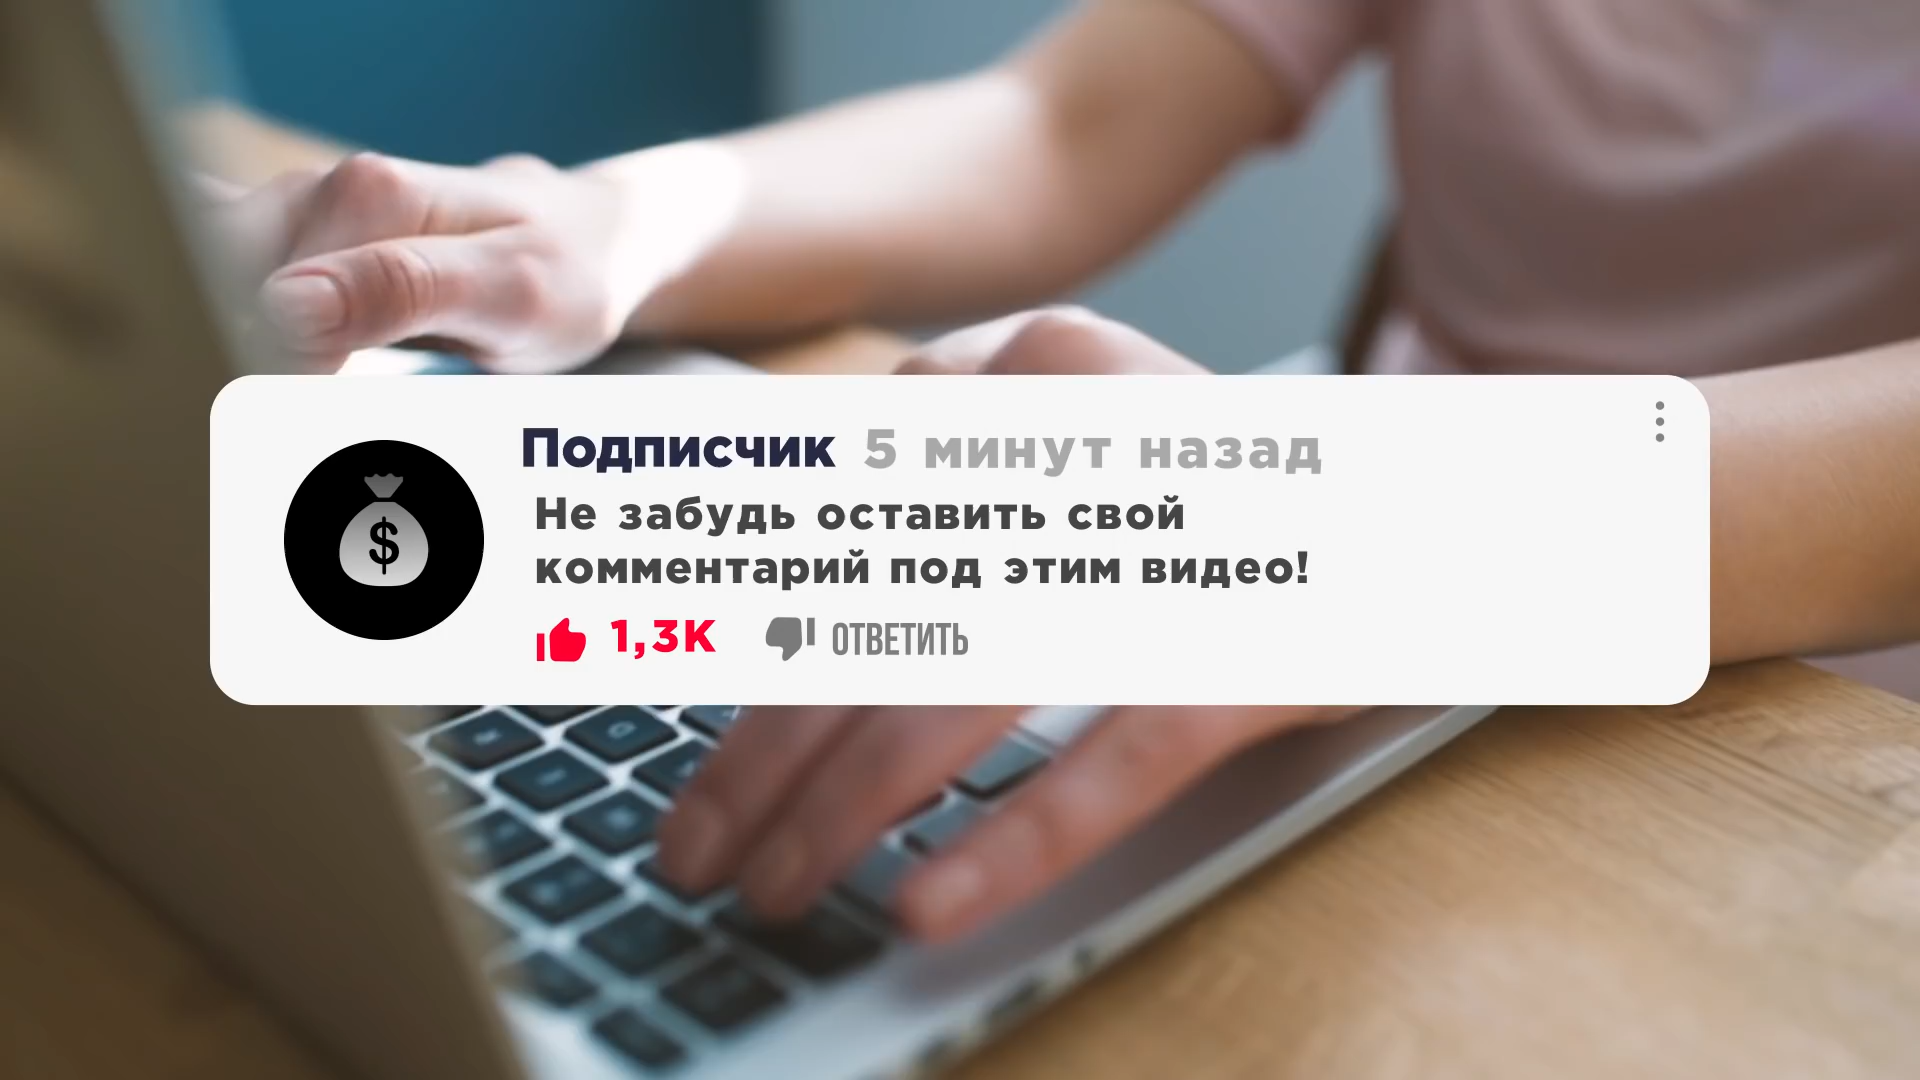 Подписчик 5 минут назад
Не забудь оставить свой
комментарий под этим видео!
1,3K ОТВЕТИТЬ
$